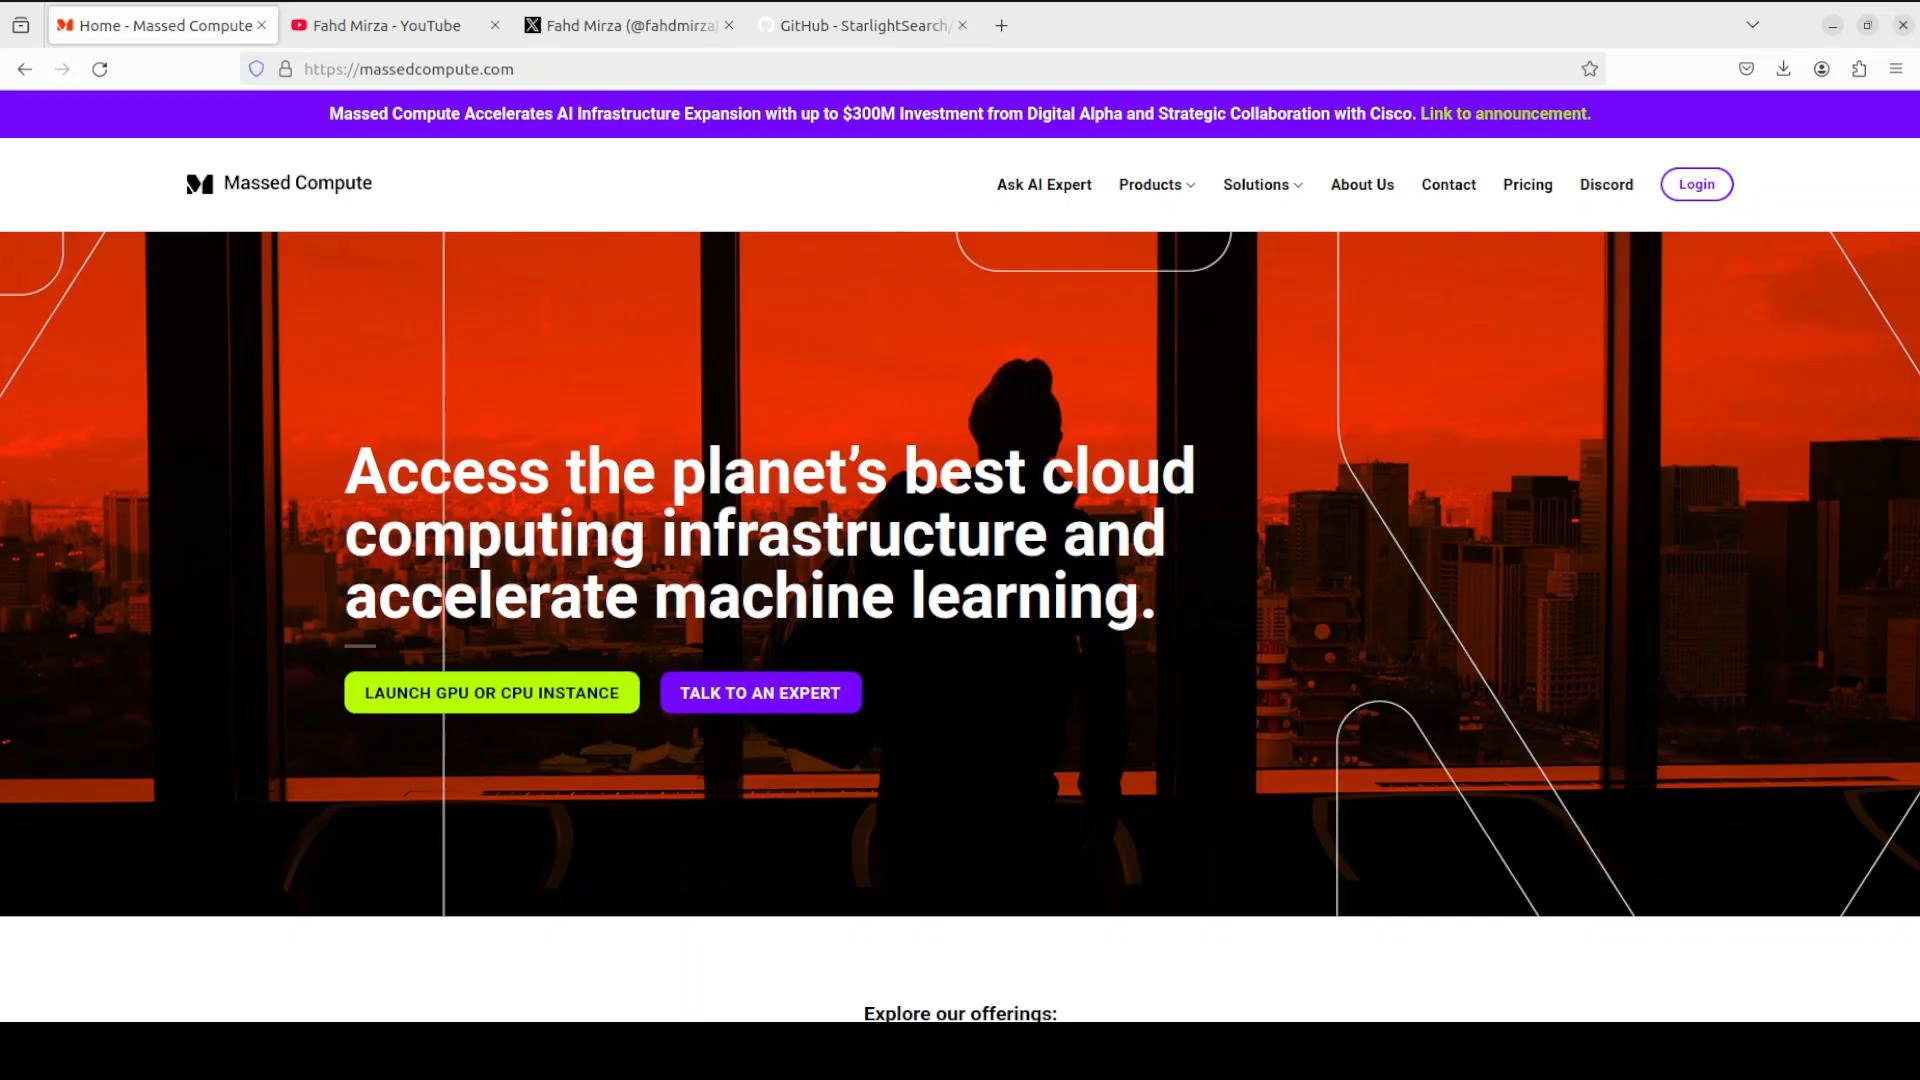 Home - Massed Compute
Fahd Mirza - YouTube
Fahd Mirza (@fahdmirza)
GitHub - StarlightSearch/
https://massedcompute.com
Massed Compute Accelerates AI Infrastructure Expansion with up to $300M Investment from Digital Alpha and Strategic Collaboration with Cisco. Link to announcement.
Massed Compute
Ask AI Expert
Products
Solutions
About Us
Contact
Pricing
Discord
Login
Access the planet’s best cloud
computing infrastructure and
accelerate machine learning.
LAUNCH GPU OR CPU INSTANCE
TALK TO AN EXPERT
Explore our offerings: